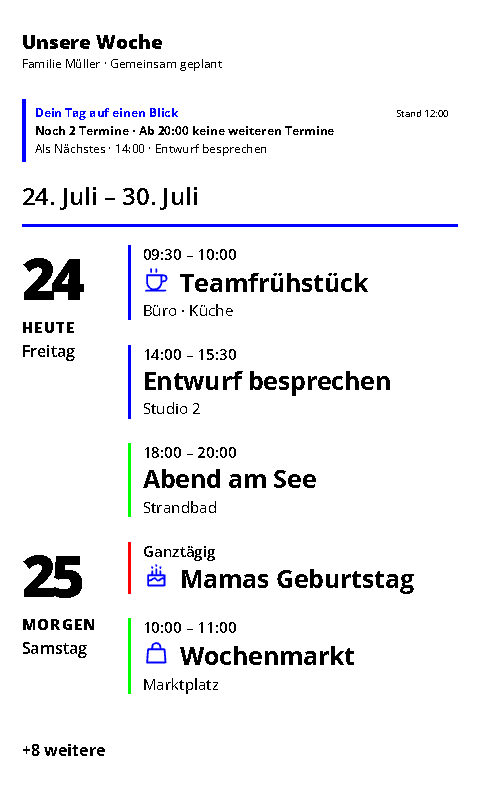 Unsere Woche
Familie Müller · Gemeinsam geplant
Dein Tag auf einen Blick
Stand 12:00
Noch 2 Termine · Ab 20:00 keine weiteren Termine
Als Nächstes · 14:00 · Entwurf besprechen
24. Juli – 30. Juli
24
HEUTE
Freitag
09:30 – 10:00
Teamfrühstück
Büro · Küche
14:00 – 15:30
Entwurf besprechen
Studio 2
18:00 – 20:00
Abend am See
Strandbad
25
MORGEN
Samstag
Ganztägig
Mamas Geburtstag
10:00 – 11:00
Wochenmarkt
Marktplatz
+8 weitere